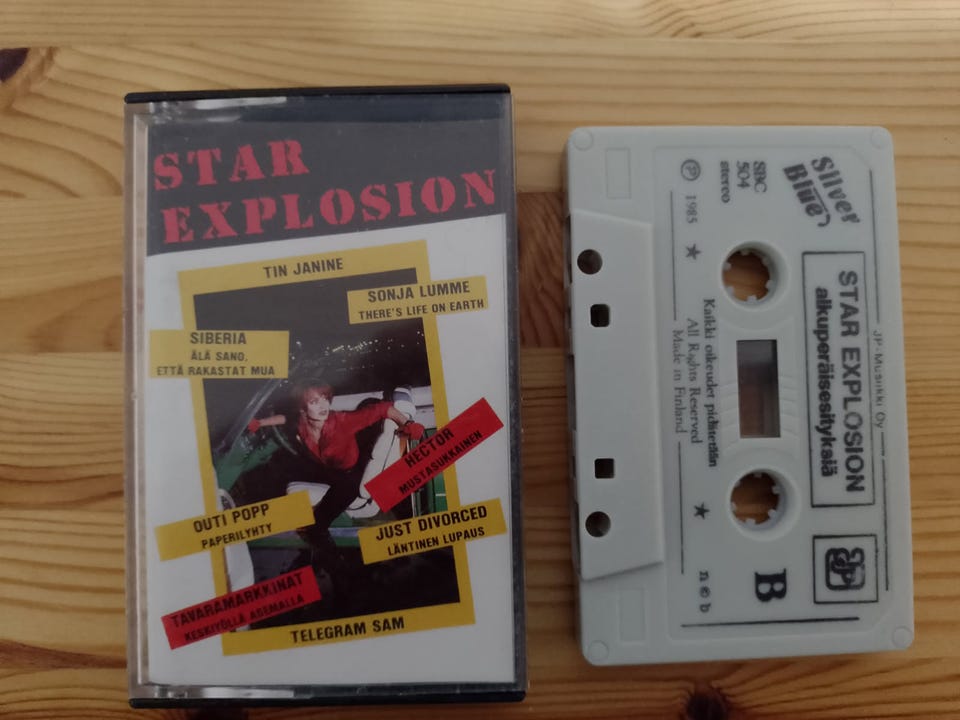 STAR
EXPLOSION
TIN JANINE
SONJA LUMME
THERE'S LIFE ON EARTH
SIBERIA
ÄLÄ SANO,
ETTÄ RAKASTAT MUA
HECTOR
MUSTASUKKAINEN
OUTI POPP
PAPERILYHTY
JUST DIVORCED
LÄNTINEN LUPAUS
TAVARAMARKKINAT
KESKIYÖLLÄ ASEMALLA
TELEGRAM SAM
JP-Musiikki Oy
Silver
Blue
STAR EXPLOSION
alkuperäisesityksiä
SBC
504
stereo
℗ 1985 ★ Kaikki oikeudet pidätetään ★ n©b
All Rights Reserved
Made in Finland
JP
B